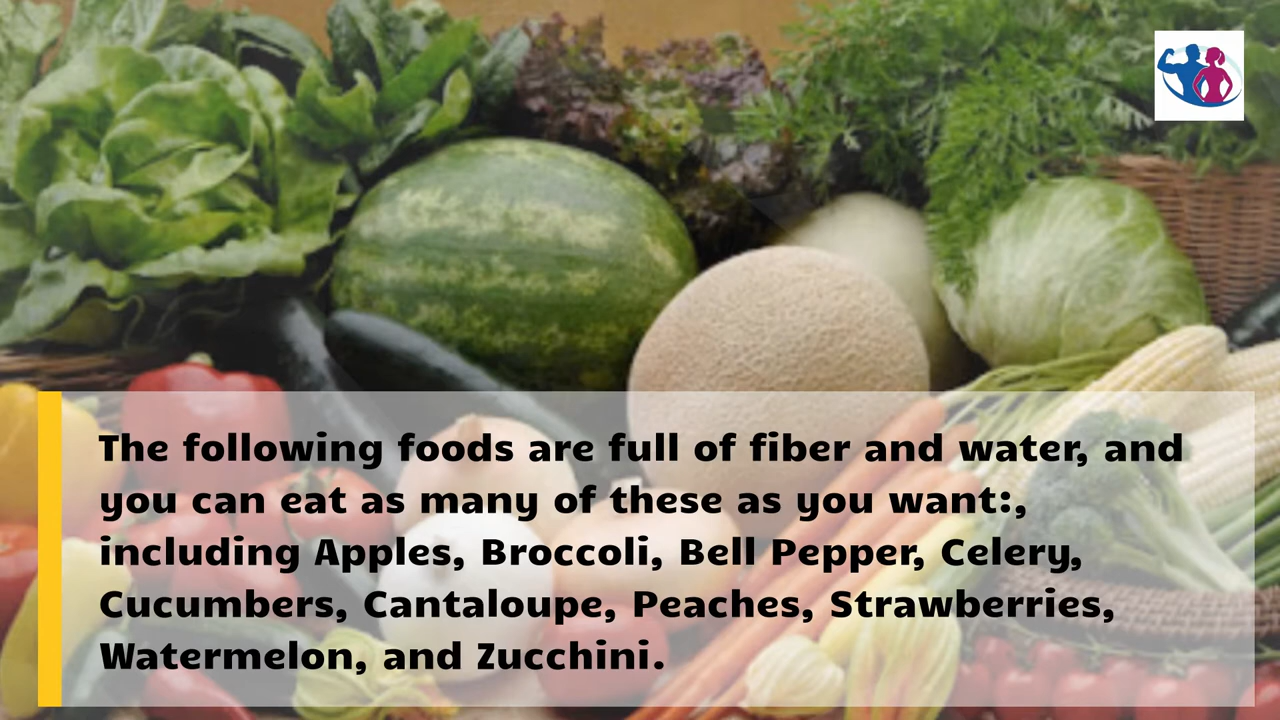 The following foods are full of fiber and water, and
you can eat as many of these as you want:,
including Apples, Broccoli, Bell Pepper, Celery,
Cucumbers, Cantaloupe, Peaches, Strawberries,
Watermelon, and Zucchini.